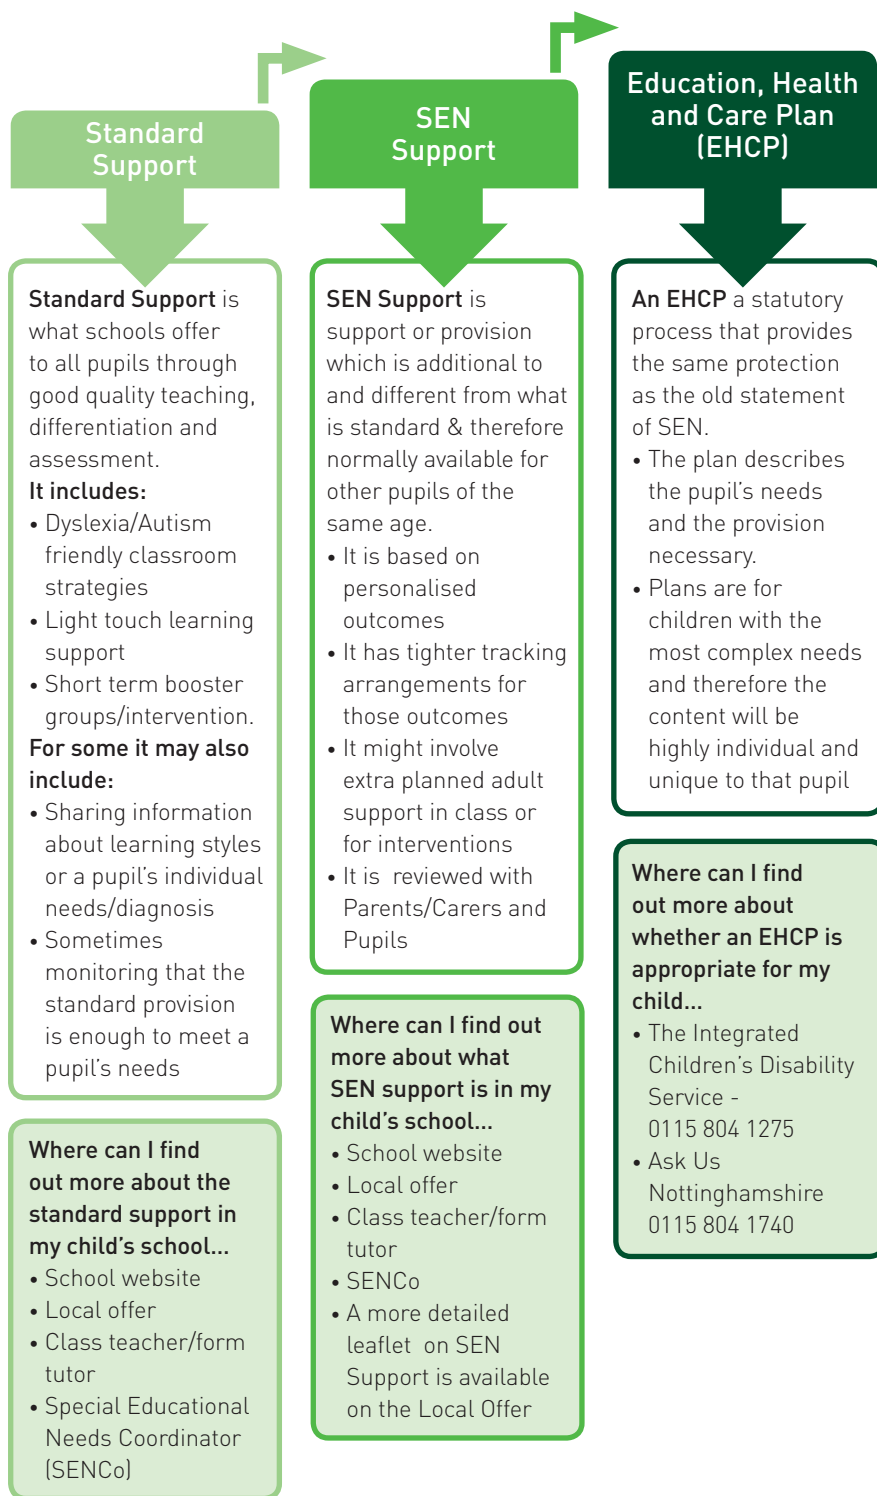 Standard
Support
SEN
Support
Education, Health
and Care Plan
(EHCP)
Standard Support is
what schools offer
to all pupils through
good quality teaching,
differentiation and
assessment.
It includes:
• Dyslexia/Autism
friendly classroom
strategies
• Light touch learning
support
• Short term booster
groups/intervention.
For some it may also
include:
• Sharing information
about learning styles
or a pupil's individual
needs/diagnosis
• Sometimes
monitoring that the
standard provision
is enough to meet a
pupil's needs
Where can I find
out more about the
standard support in
my child's school...
• School website
• Local offer
• Class teacher/form
tutor
• Special Educational
Needs Coordinator
(SENCo)
SEN Support is
support or provision
which is additional to
and different from what
is standard & therefore
normally available for
other pupils of the
same age.
• It is based on
personalised
outcomes
• It has tighter tracking
arrangements for
those outcomes
• It might involve
extra planned adult
support in class or
for interventions
• It is  reviewed with
Parents/Carers and
Pupils
Where can I find out
more about what
SEN support is in my
child's school...
• School website
• Local offer
• Class teacher/form
tutor
• SENCo
• A more detailed
leaflet  on SEN
Support is available
on the Local Offer
An EHCP a statutory
process that provides
the same protection
as the old statement
of SEN.
• The plan describes
the pupil's needs
and the provision
necessary.
• Plans are for
children with the
most complex needs
and therefore the
content will be
highly individual and
unique to that pupil
Where can I find
out more about
whether an EHCP is
appropriate for my
child...
• The Integrated
Children's Disability
Service -
0115 804 1275
• Ask Us
Nottinghamshire
0115 804 1740